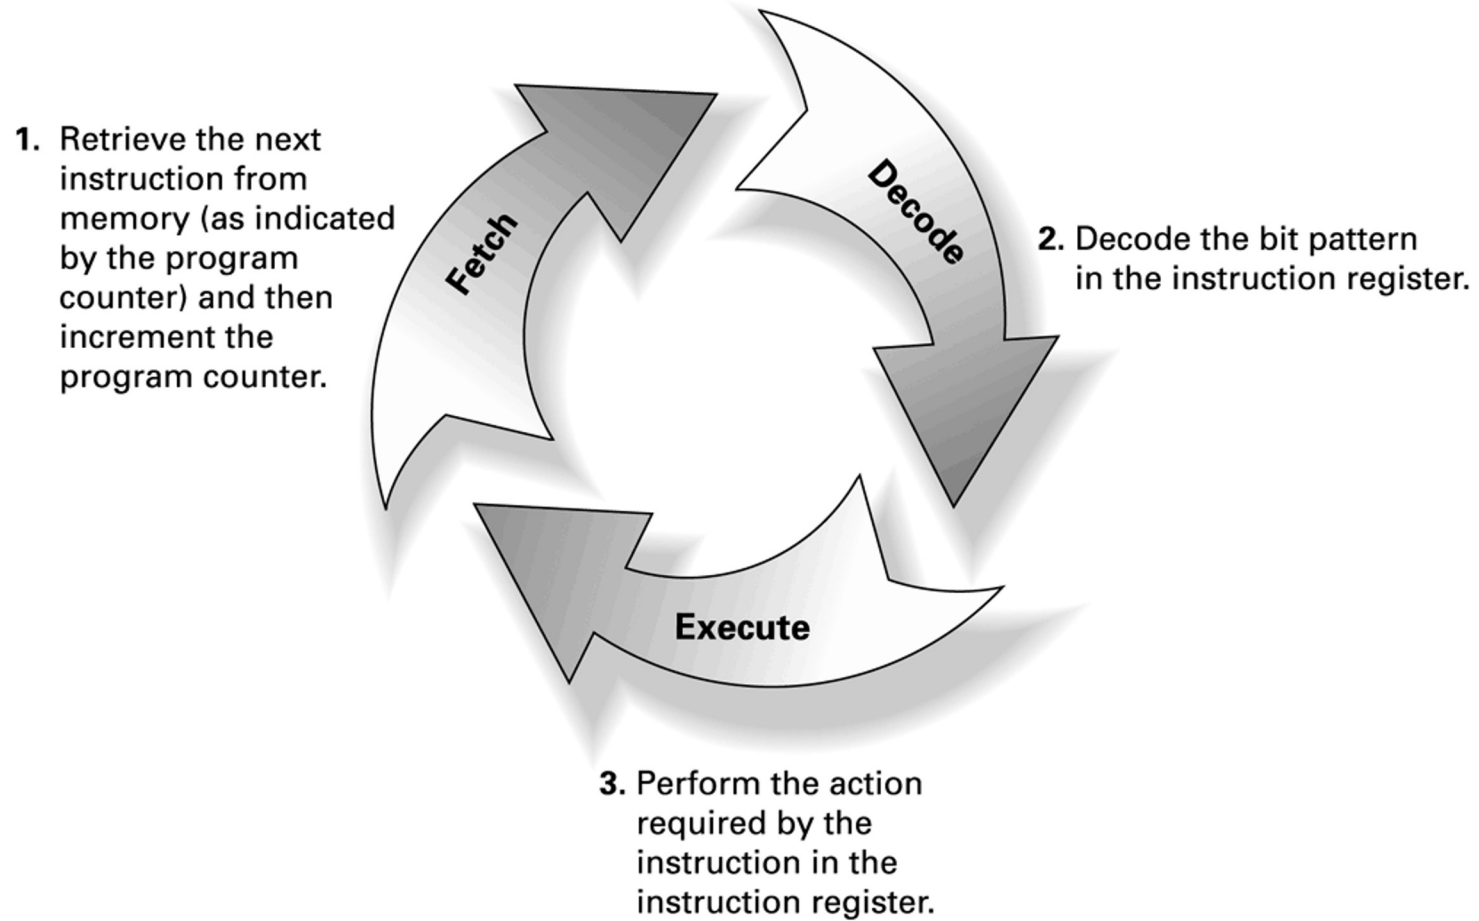 1. Retrieve the next
instruction from
memory (as indicated
by the program
counter) and then
increment the
program counter.
Fetch
Decode
2. Decode the bit pattern
in the instruction register.
Execute
3. Perform the action
required by the
instruction in the
instruction register.